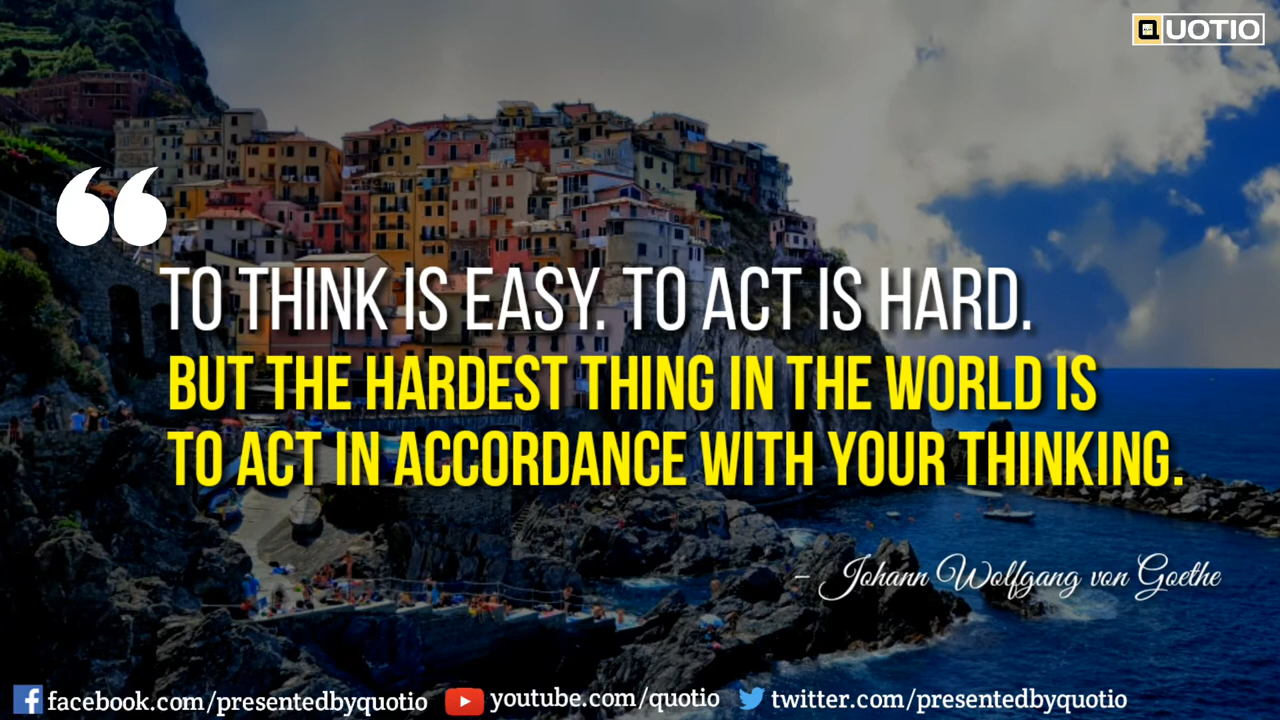 QUOTIO
“
TO THINK IS EASY. TO ACT IS HARD.
BUT THE HARDEST THING IN THE WORLD IS
TO ACT IN ACCORDANCE WITH YOUR THINKING.
– Johann Wolfgang von Goethe
facebook.com/presentedbyquotio youtube.com/quotio twitter.com/presentedbyquotio